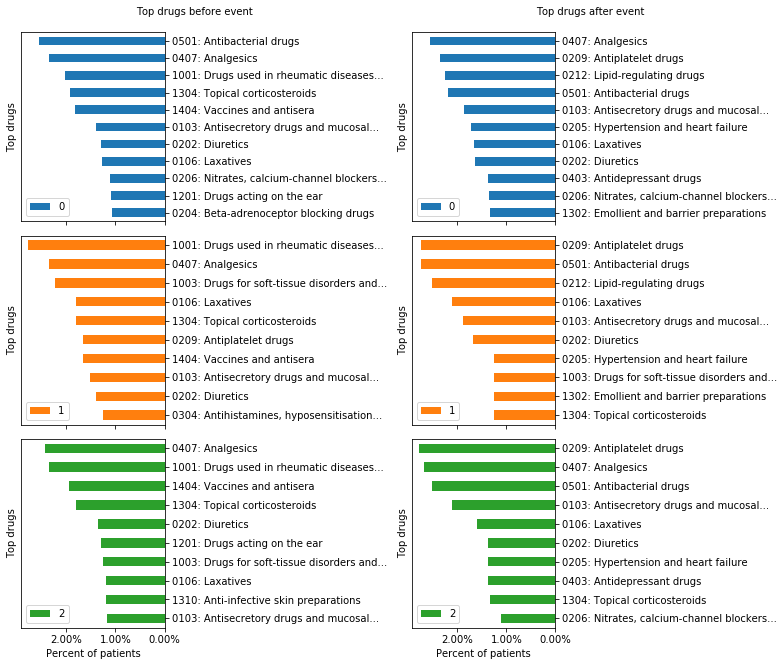 Top drugs before event
0501: Antibacterial drugs
0407: Analgesics
1001: Drugs used in rheumatic diseases...
1304: Topical corticosteroids
1404: Vaccines and antisera
0103: Antisecretory drugs and mucosal...
0202: Diuretics
0106: Laxatives
0206: Nitrates, calcium-channel blockers...
1201: Drugs acting on the ear
0204: Beta-adrenoceptor blocking drugs
Top drugs
0
1001: Drugs used in rheumatic diseases...
0407: Analgesics
1003: Drugs for soft-tissue disorders and...
0106: Laxatives
1304: Topical corticosteroids
0209: Antiplatelet drugs
1404: Vaccines and antisera
0103: Antisecretory drugs and mucosal...
0202: Diuretics
0304: Antihistamines, hyposensitisation...
Top drugs
1
0407: Analgesics
1001: Drugs used in rheumatic diseases...
1404: Vaccines and antisera
1304: Topical corticosteroids
0202: Diuretics
1201: Drugs acting on the ear
1003: Drugs for soft-tissue disorders and...
0106: Laxatives
1310: Anti-infective skin preparations
0103: Antisecretory drugs and mucosal...
Top drugs
2
2.00% 1.00% 0.00%
Percent of patients
Top drugs after event
0407: Analgesics
0209: Antiplatelet drugs
0212: Lipid-regulating drugs
0501: Antibacterial drugs
0103: Antisecretory drugs and mucosal...
0205: Hypertension and heart failure
0106: Laxatives
0202: Diuretics
0403: Antidepressant drugs
0206: Nitrates, calcium-channel blockers...
1302: Emollient and barrier preparations
Top drugs
0
0209: Antiplatelet drugs
0501: Antibacterial drugs
0212: Lipid-regulating drugs
0106: Laxatives
0103: Antisecretory drugs and mucosal...
0202: Diuretics
0205: Hypertension and heart failure
1003: Drugs for soft-tissue disorders and...
1302: Emollient and barrier preparations
1304: Topical corticosteroids
Top drugs
1
0209: Antiplatelet drugs
0407: Analgesics
0501: Antibacterial drugs
0103: Antisecretory drugs and mucosal...
0106: Laxatives
0202: Diuretics
0205: Hypertension and heart failure
0403: Antidepressant drugs
1304: Topical corticosteroids
0206: Nitrates, calcium-channel blockers...
Top drugs
2
2.00% 1.00% 0.00%
Percent of patients